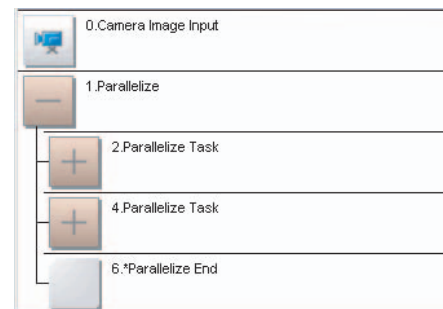 0.Camera Image Input
1.Parallelize
2.Parallelize Task
4.Parallelize Task
6.*Parallelize End